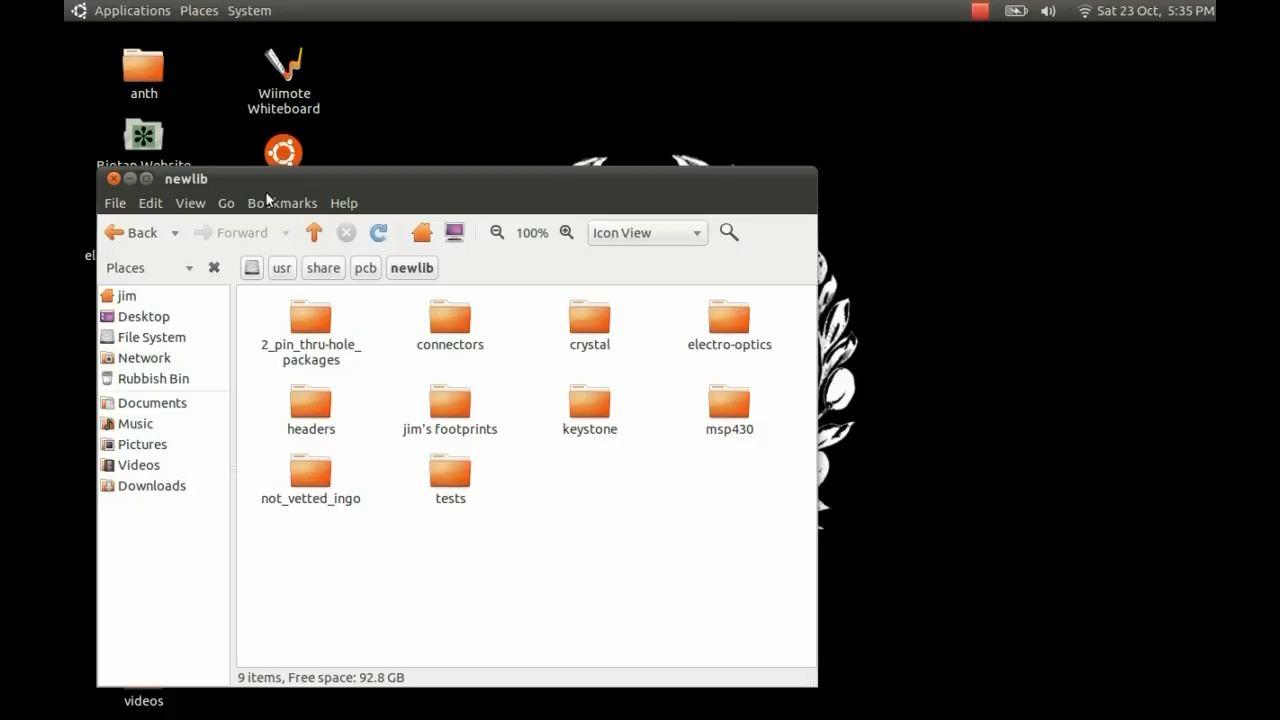 Applications Places System
Sat 23 Oct, 5:35 PM
anth
Wiimote
Whiteboard
newlib
File Edit View Go Bookmarks Help
Back Forward 100% Icon View
Places usr share pcb newlib
jim
Desktop
File System
Network
Rubbish Bin
Documents
Music
Pictures
Videos
Downloads
2_pin_thru-hole_
packages
connectors
crystal
electro-optics
headers
jim's footprints
keystone
msp430
not_vetted_ingo
tests
9 items, Free space: 92.8 GB
videos